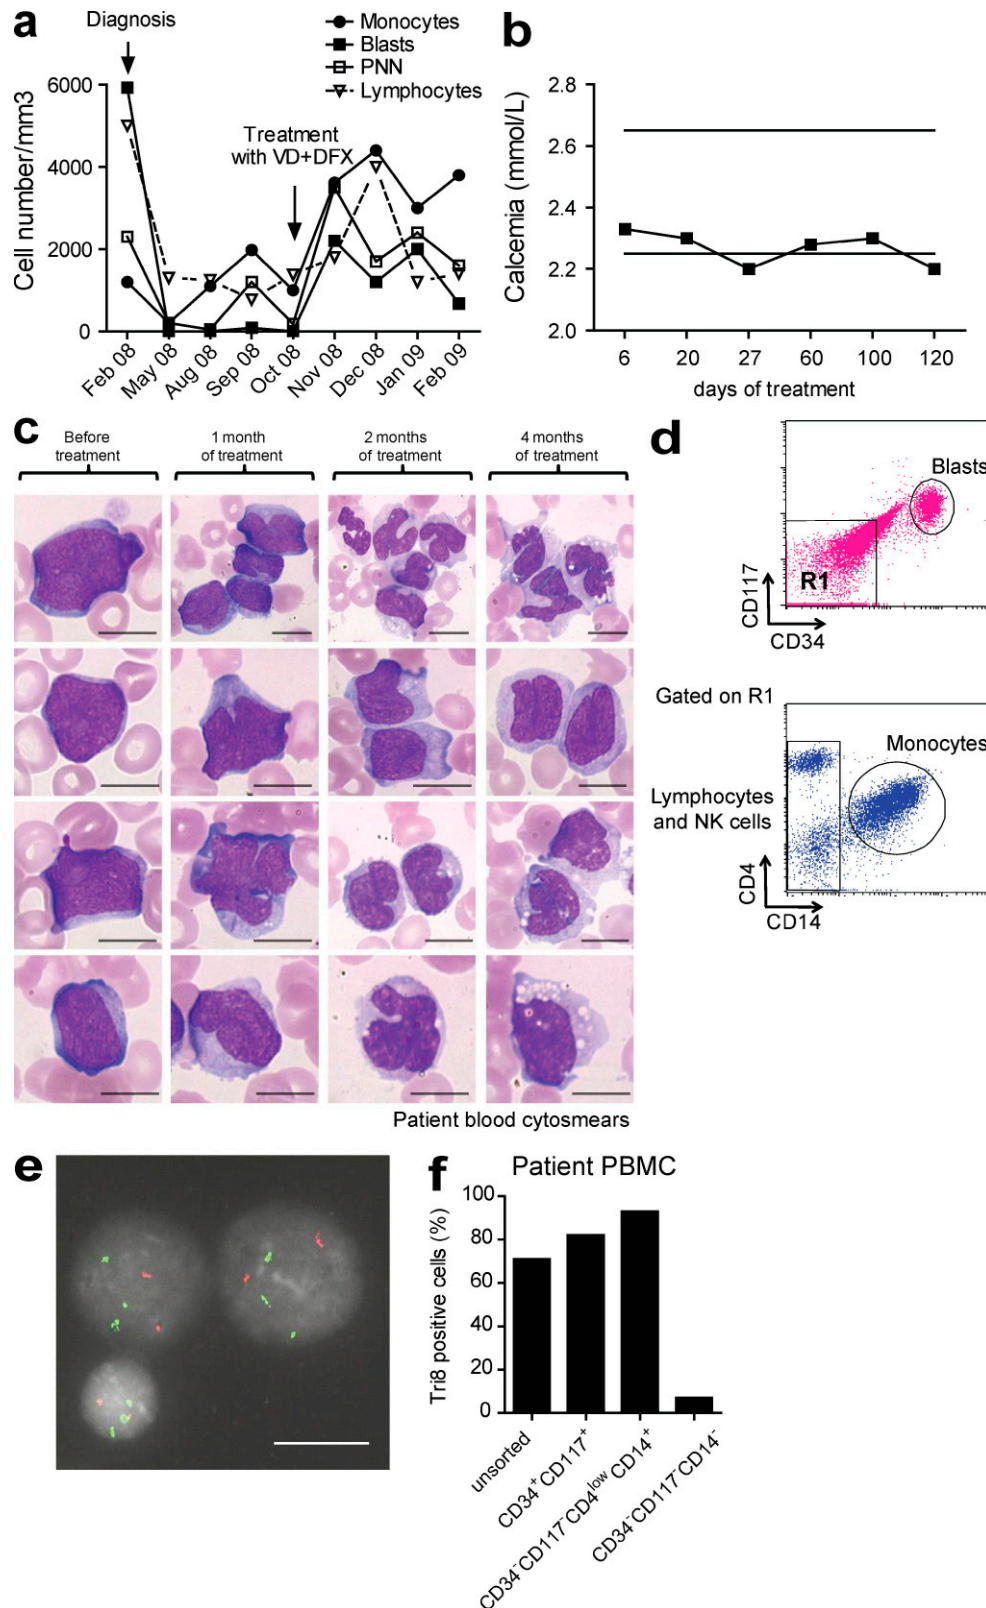 a
Diagnosis
Monocytes
Blasts
PNN
Lymphocytes
Treatment
with VD+DFX
Cell number/mm3
6000
4000
2000
0
Feb 08
May 08
Aug 08
Sep 08
Oct 08
Nov 08
Dec 08
Jan 09
Feb 09
b
Calcemia (mmol/L)
2.8
2.6
2.4
2.2
2.0
6
20
27
60
100
120
days of treatment
c
Before
treatment
1 month
of treatment
2 months
of treatment
4 months
of treatment
Patient blood cytosmears
d
Blasts
R1
CD117
CD34
Gated on R1
Monocytes
Lymphocytes
and NK cells
CD4
CD14
e
f
Patient PBMC
Tri8 positive cells (%)
100
80
60
40
20
0
unsorted
CD34⁺CD117⁺
CD34⁻CD117⁻CD4ˡᵒʷCD14⁺
CD34⁻CD117⁻CD14⁻